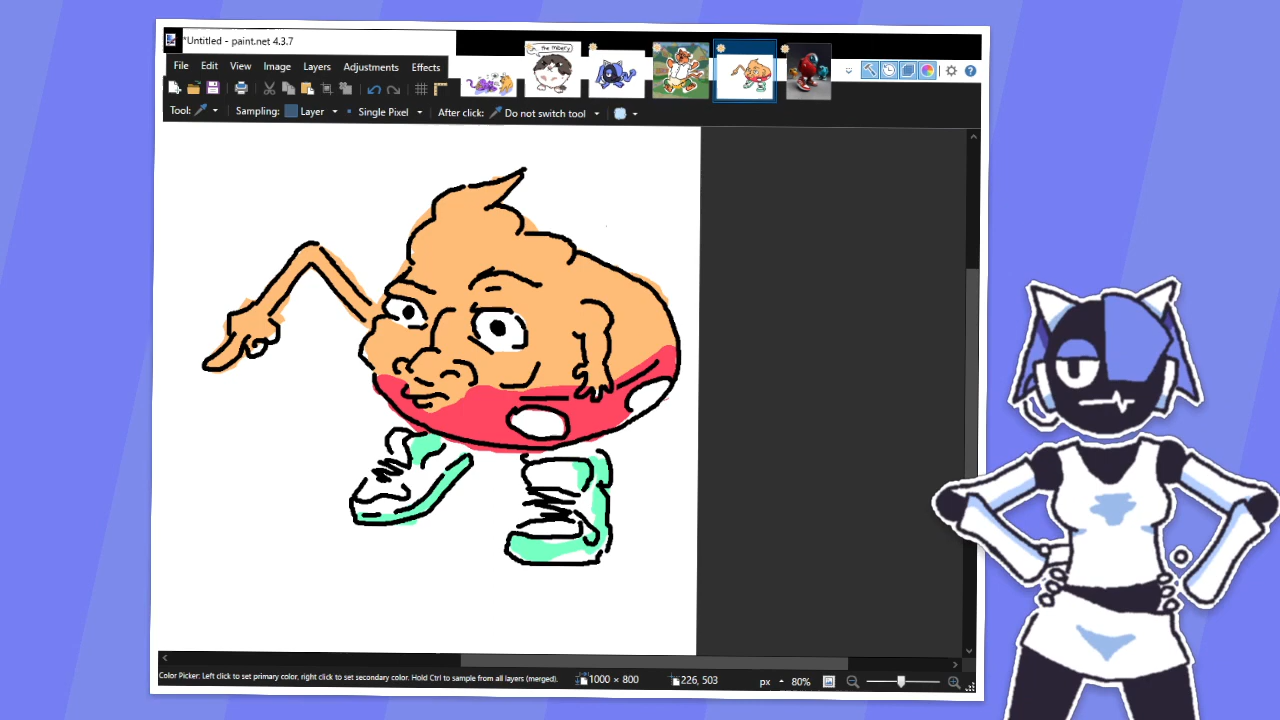 *Untitled - paint.net 4.3.7
File Edit View Image Layers Adjustments Effects
Tool: Sampling: Layer Single Pixel After click: Do not switch tool
Color Picker: Left click to set primary color, right click to set secondary color. Hold Ctrl to sample from all layers (merged). 1000 × 800 226, 503 px 80%